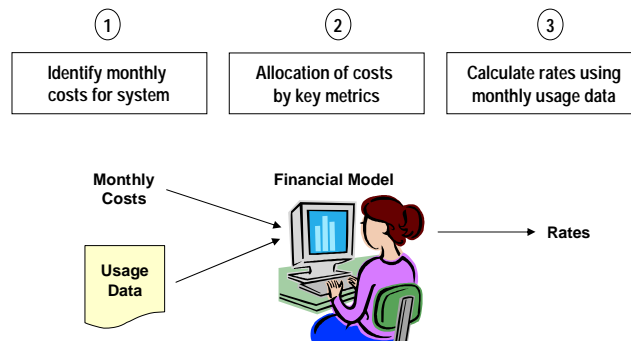 1
2
3
Identify monthly
costs for system
Allocation of costs
by key metrics
Calculate rates using
monthly usage data
Monthly
Costs
Financial Model
Rates
Usage
Data